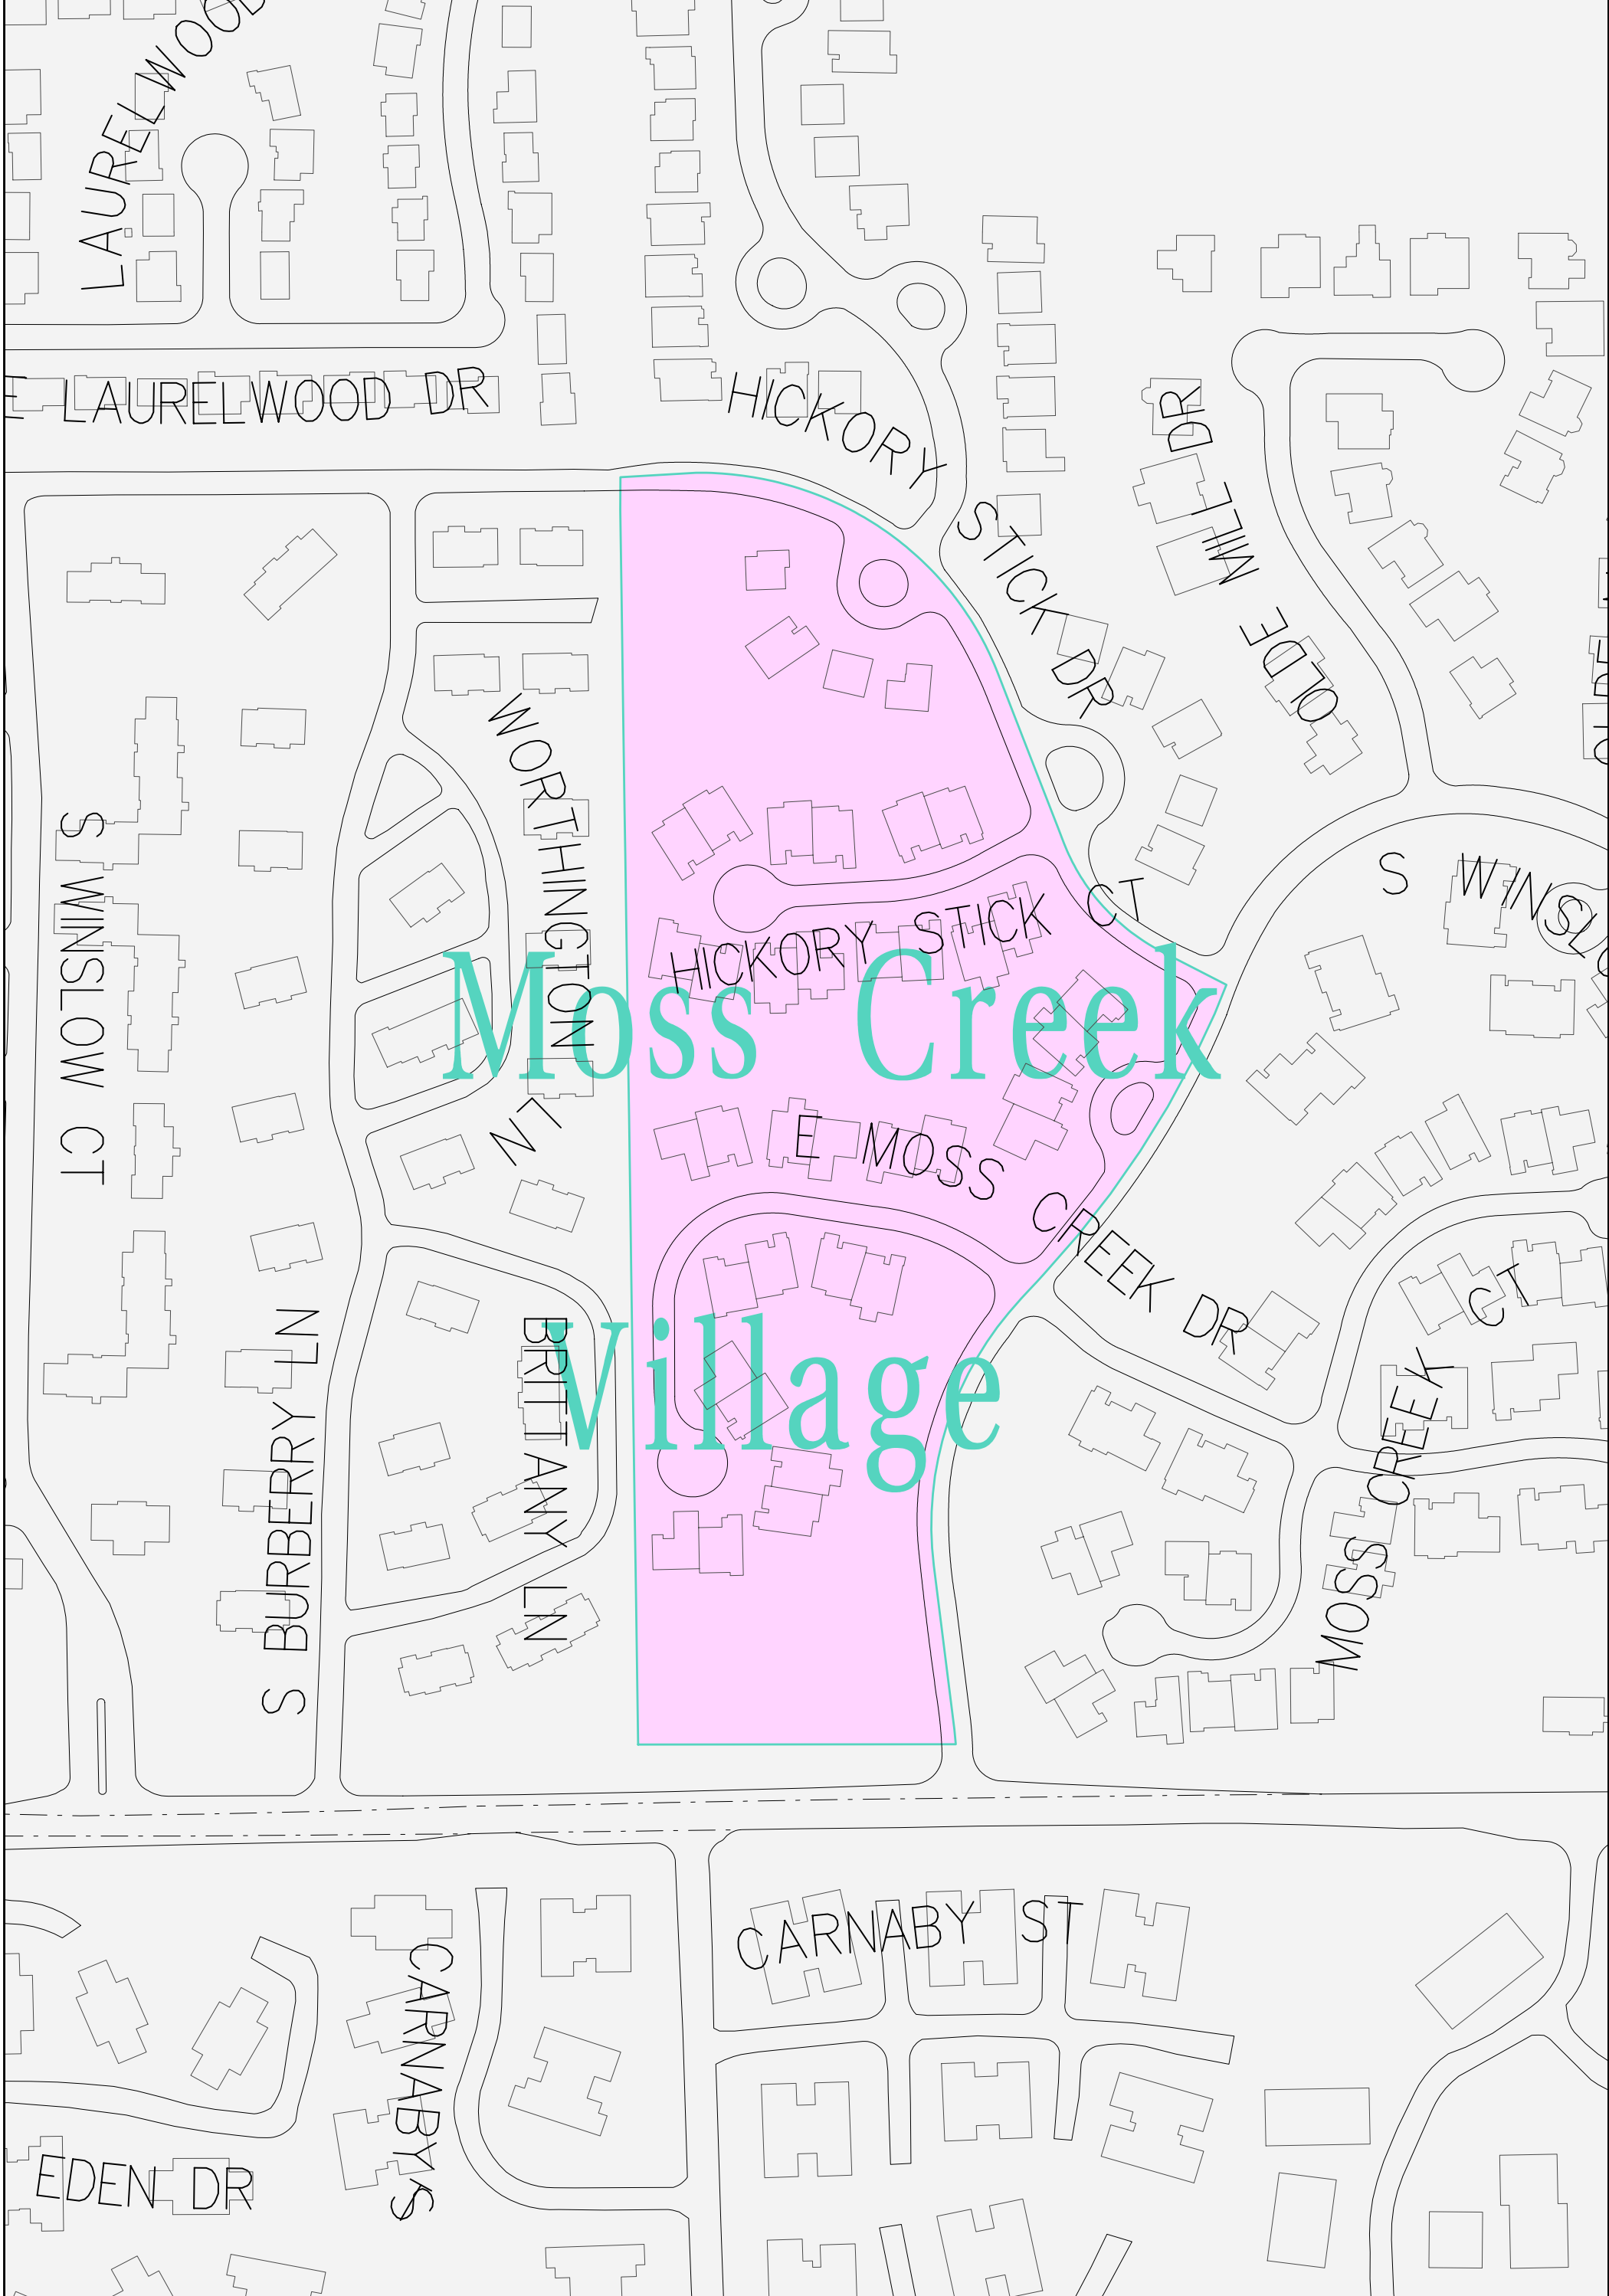 LAURELWOOD
E LAURELWOOD DR
HICKORY STICK DR
OLDE MILL DR
S WINSLOW CT
WORTHINGTON LN
HICKORY STICK CT
Moss Creek
E MOSS CREEK DR
Village
S BURBERRY LN
BRITTANY LN
MOSS CREEK CT
CARNABY ST
CARNABY
EDEN DR